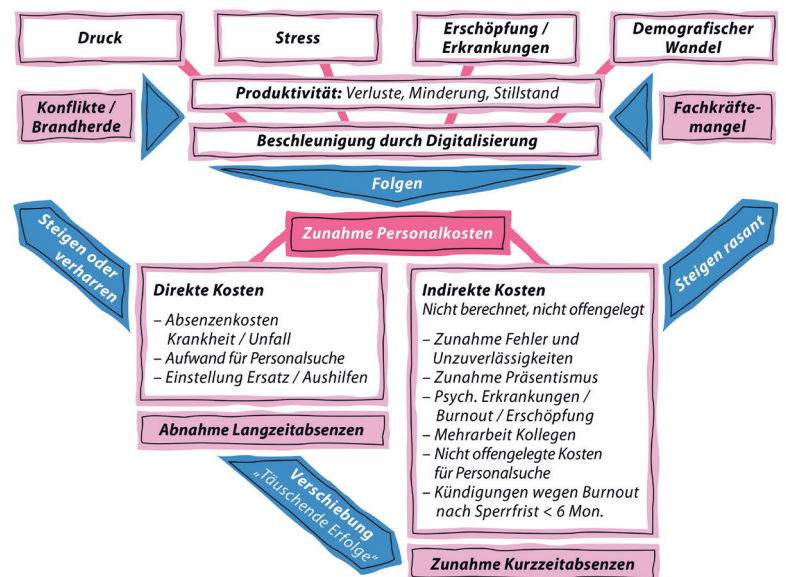 Druck
Stress
Erschöpfung /
Erkrankungen
Demografischer
Wandel
Produktivität: Verluste, Minderung, Stillstand
Konflikte /
Brandherde
Fachkräfte-
mangel
Beschleunigung durch Digitalisierung
Folgen
Zunahme Personalkosten
Steigen oder
verharren
Steigen rasant
Direkte Kosten
– Absenzenkosten
Krankheit / Unfall
– Aufwand für Personalsuche
– Einstellung Ersatz / Aushilfen
Abnahme Langzeitabsenzen
Indirekte Kosten
Nicht berechnet, nicht offengelegt
– Zunahme Fehler und
Unzuverlässigkeiten
– Zunahme Präsentismus
– Psych. Erkrankungen /
Burnout / Erschöpfung
– Mehrarbeit Kollegen
– Nicht offengelegte Kosten
für Personalsuche
– Kündigungen wegen Burnout
nach Sperrfrist < 6 Mon.
Verschiebung
„Täuschende Erfolge”
Zunahme Kurzzeitabsenzen